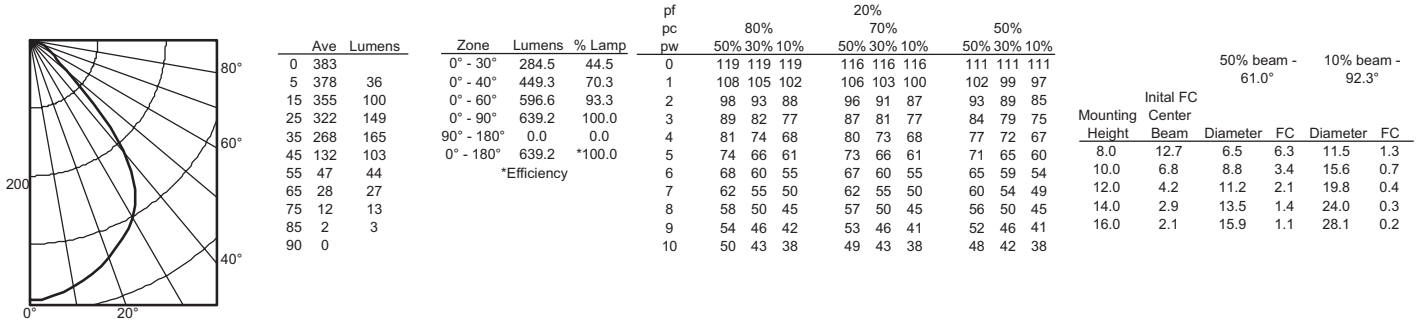 80°
60°
200
40°
0° 20°
Ave Lumens
0 383
5 378 36
15 355 100
25 322 149
35 268 165
45 132 103
55 47 44
65 28 27
75 12 13
85 2 3
90 0
Zone Lumens % Lamp
0° - 30° 284.5 44.5
0° - 40° 449.3 70.3
0° - 60° 596.6 93.3
0° - 90° 639.2 100.0
90° - 180° 0.0 0.0
0° - 180° 639.2 *100.0
*Efficiency
pf 20%
pc 80% 70% 50%
pw 50% 30% 10% 50% 30% 10% 50% 30% 10%
0 119 119 119 116 116 116 111 111 111
1 108 105 102 106 103 100 102 99 97
2 98 93 88 96 91 87 93 89 85
3 89 82 77 87 81 77 84 79 75
4 81 74 68 80 73 68 77 72 67
5 74 66 61 73 66 61 71 65 60
6 68 60 55 67 60 55 65 59 54
7 62 55 50 62 55 50 60 54 49
8 58 50 45 57 50 45 56 50 45
9 54 46 42 53 46 41 52 46 41
10 50 43 38 49 43 38 48 42 38
50% beam - 10% beam -
61.0° 92.3°
Inital FC
Mounting Center
Height Beam Diameter FC Diameter FC
8.0 12.7 6.5 6.3 11.5 1.3
10.0 6.8 8.8 3.4 15.6 0.7
12.0 4.2 11.2 2.1 19.8 0.4
14.0 2.9 13.5 1.4 24.0 0.3
16.0 2.1 15.9 1.1 28.1 0.2